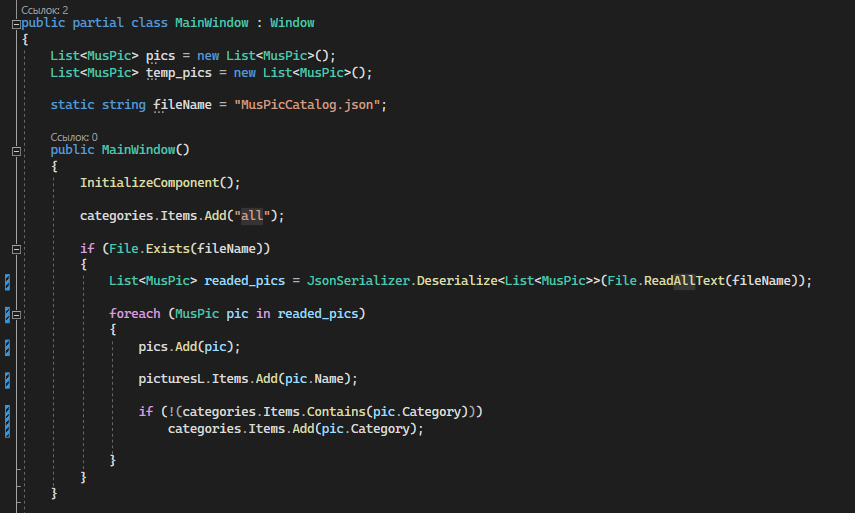 Ссылок: 2
public partial class MainWindow : Window
{
    List<MusPic> pics = new List<MusPic>();
    List<MusPic> temp_pics = new List<MusPic>();

    static string fileName = "MusPicCatalog.json";

    Ссылок: 0
    public MainWindow()
    {
        InitializeComponent();

        categories.Items.Add("all");

        if (File.Exists(fileName))
        {
            List<MusPic> readed_pics = JsonSerializer.Deserialize<List<MusPic>>(File.ReadAllText(fileName));

            foreach (MusPic pic in readed_pics)
            {
                pics.Add(pic);

                picturesL.Items.Add(pic.Name);

                if (!(categories.Items.Contains(pic.Category)))
                    categories.Items.Add(pic.Category);

            }
        }
    }